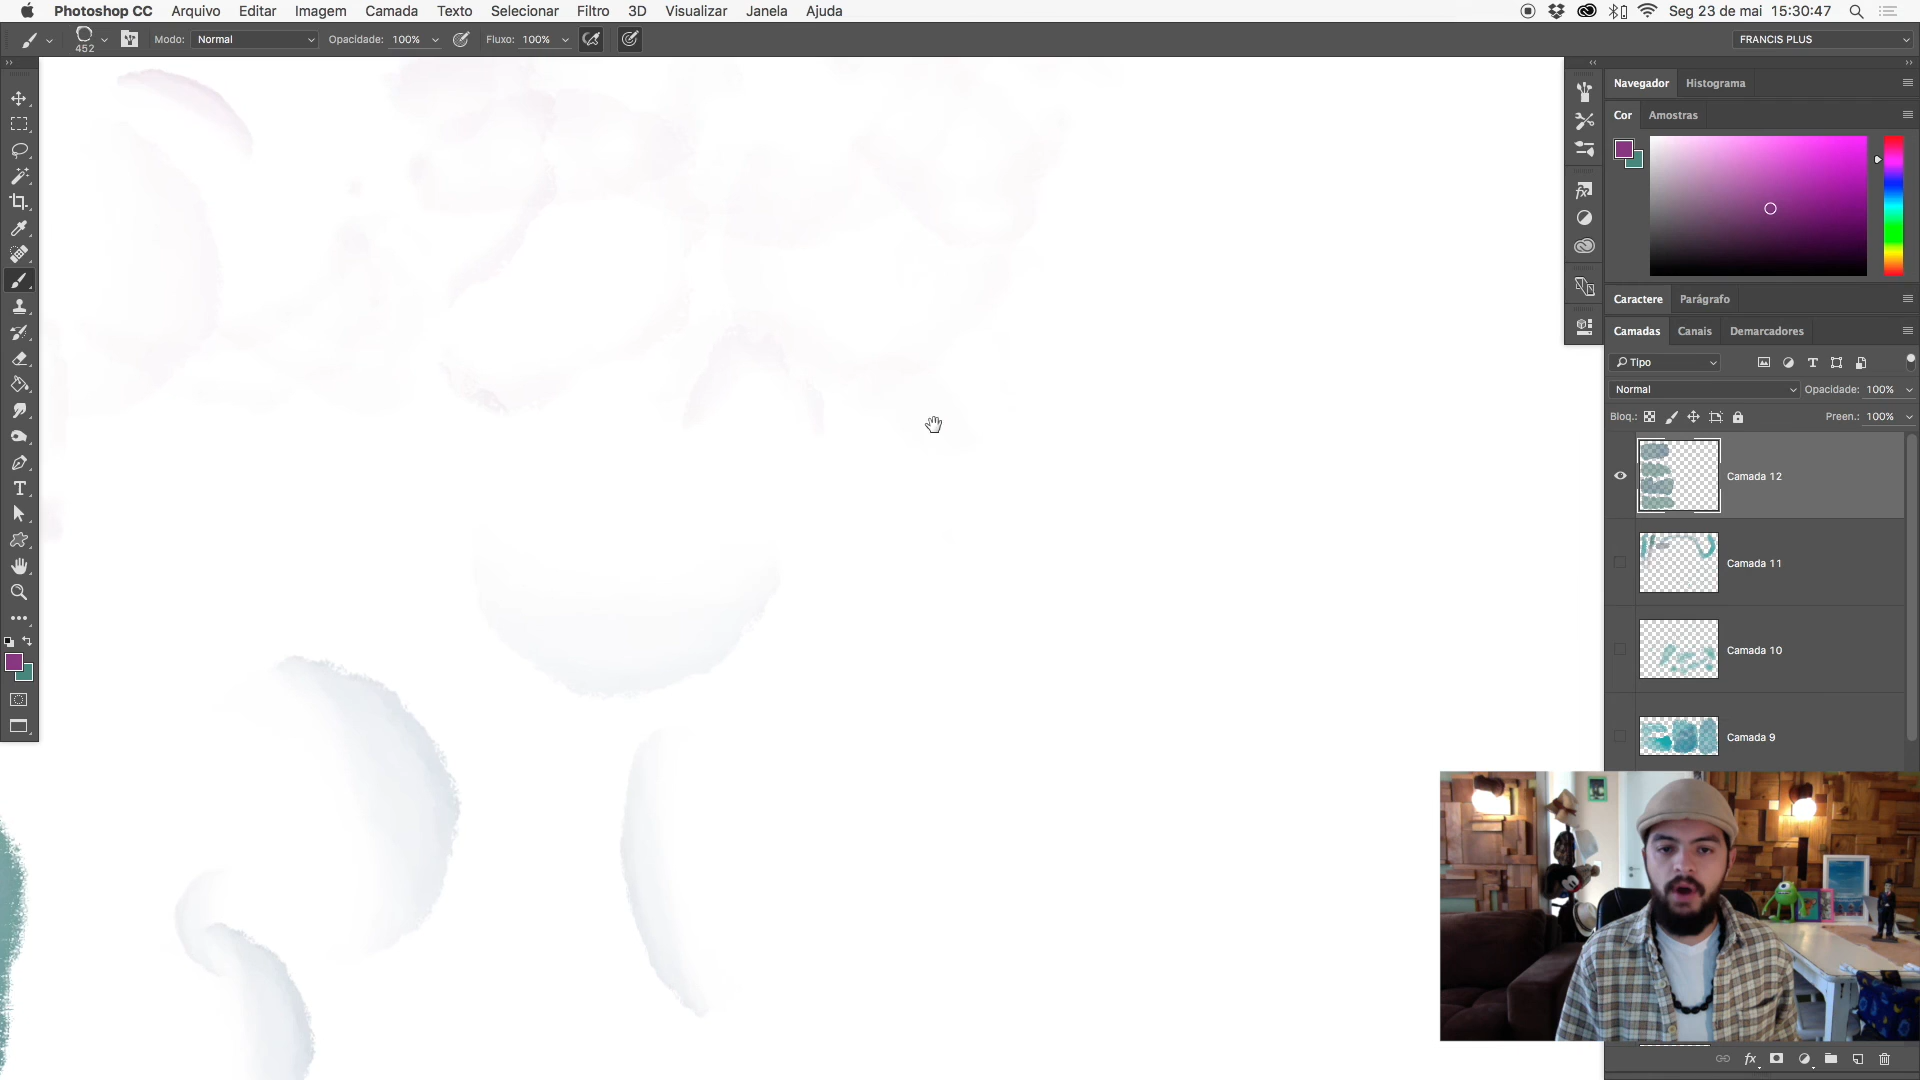 Photoshop CC Arquivo Editar Imagem Camada Texto Selecionar Filtro 3D Visualizar Janela Ajuda Seg 23 de mai 15:30:47
452 Modo: Normal Opacidade: 100% Fluxo: 100% FRANCIS PLUS
Navegador Histograma
Cor Amostras
Caractere Parágrafo
Camadas Canais Demarcadores
Tipo
Normal Opacidade: 100%
Bloq.: Preen.: 100%
Camada 12
Camada 11
Camada 10
Camada 9